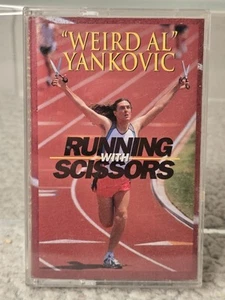 "WEIRD AL"
YANKOVIC
RUNNING
WITH
SCISSORS